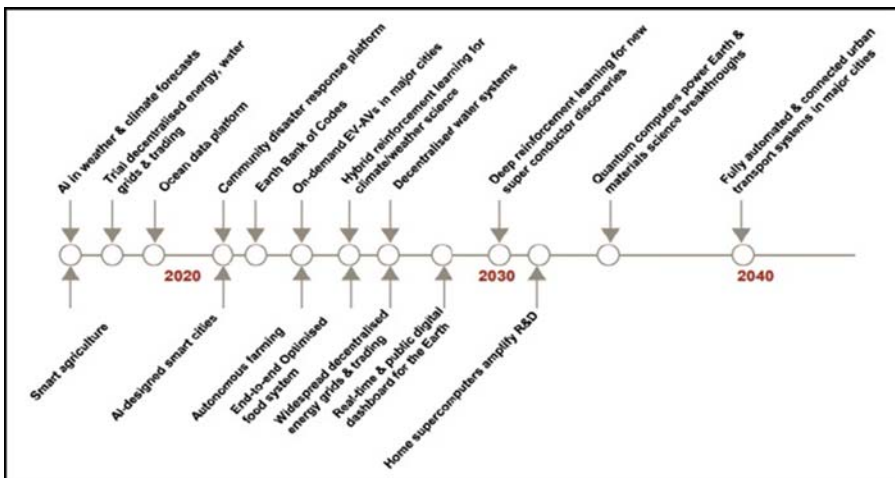 Ai in weather & climate forecasts
Trial decentralised energy, water
grids & trading
Ocean data platform
Community disaster response platform
Earth Bank of Codes
On-demand EV-AVs in major cities
Hybrid reinforcement learning for
climate/weather science
Decentralised water systems
Deep reinforcement learning for new
super conductor discoveries
Quantum computers power Earth &
materials science breakthroughs
Fully automated & connected urban
transport systems in major cities
2020
2030
2040
Smart agriculture
Ai-designed smart cities
Autonomous farming
End-to-end Optimised
food system
Widespread decentralised
energy grids & trading
Real-time & public digital
dashboard for the Earth
Home supercomputers amplify R&D